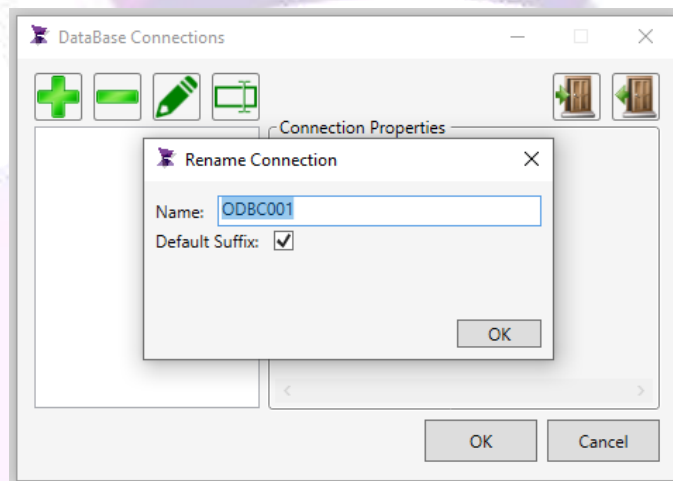 DataBase Connections
Connection Properties
Rename Connection
Name: ODBC001
Default Suffix:
OK
OK Cancel